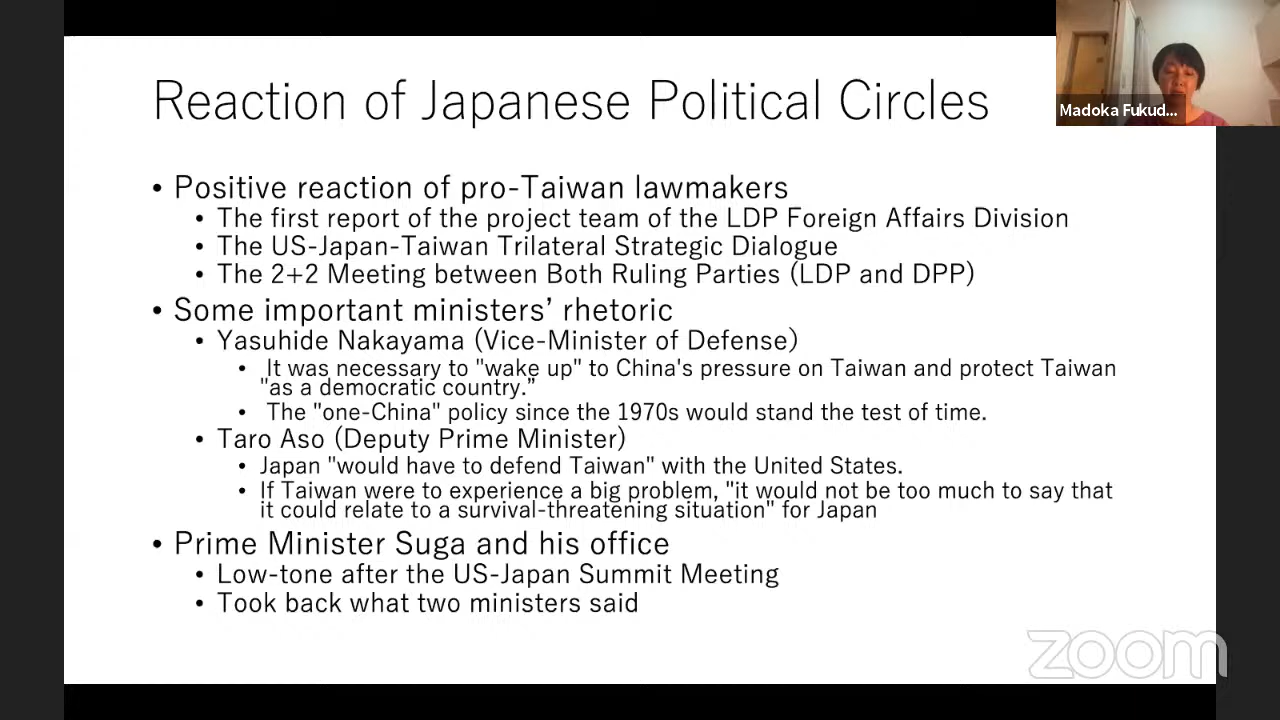 Reaction of Japanese Political Circles
Madoka Fukud...
• Positive reaction of pro-Taiwan lawmakers
• The first report of the project team of the LDP Foreign Affairs Division
• The US-Japan-Taiwan Trilateral Strategic Dialogue
• The 2+2 Meeting between Both Ruling Parties (LDP and DPP)
• Some important ministers’ rhetoric
• Yasuhide Nakayama (Vice-Minister of Defense)
• It was necessary to "wake up" to China's pressure on Taiwan and protect Taiwan
"as a democratic country.”
• The "one-China" policy since the 1970s would stand the test of time.
• Taro Aso (Deputy Prime Minister)
• Japan "would have to defend Taiwan" with the United States.
• If Taiwan were to experience a big problem, "it would not be too much to say that
it could relate to a survival-threatening situation" for Japan
• Prime Minister Suga and his office
• Low-tone after the US-Japan Summit Meeting
• Took back what two ministers said
zoom